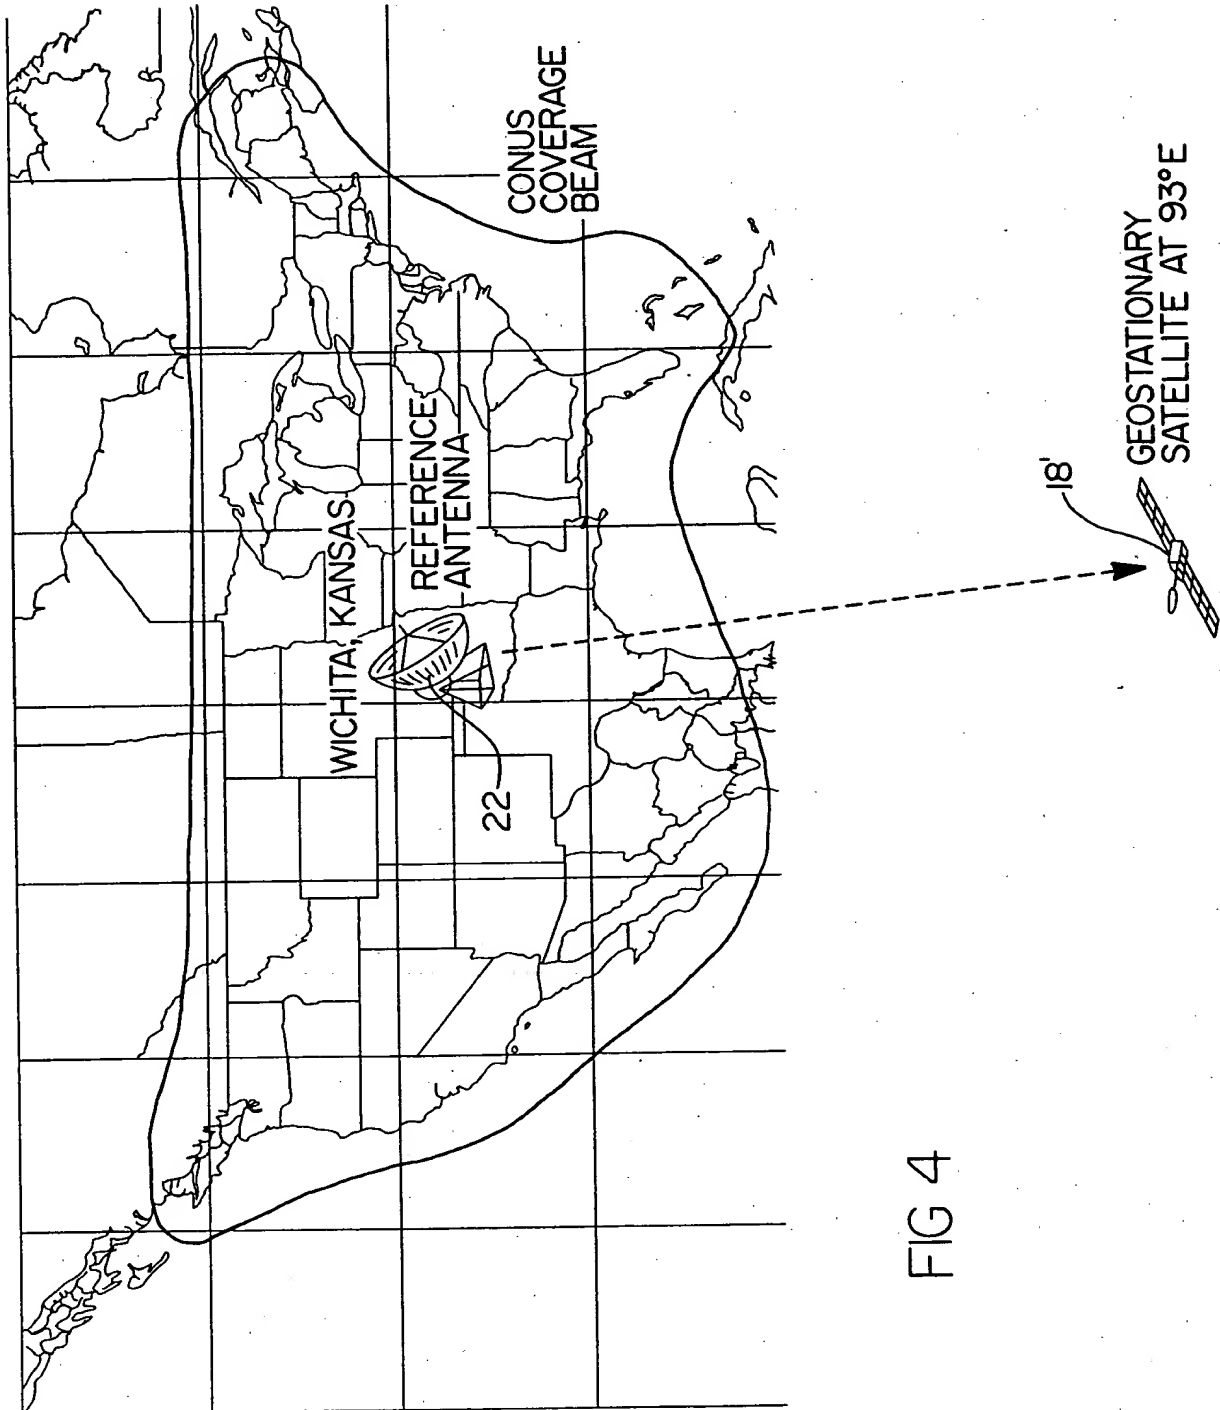 CONUS
COVERAGE
BEAM
WICHITA, KANSAS
REFERENCE
ANTENNA
22
18'
GEOSTATIONARY
SATELLITE AT 93°E
FIG 4